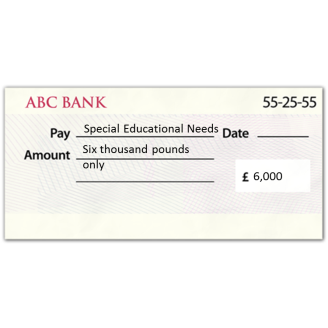 ABC BANK 55-25-55
Pay Special Educational Needs Date
Amount Six thousand pounds
only
£ 6,000